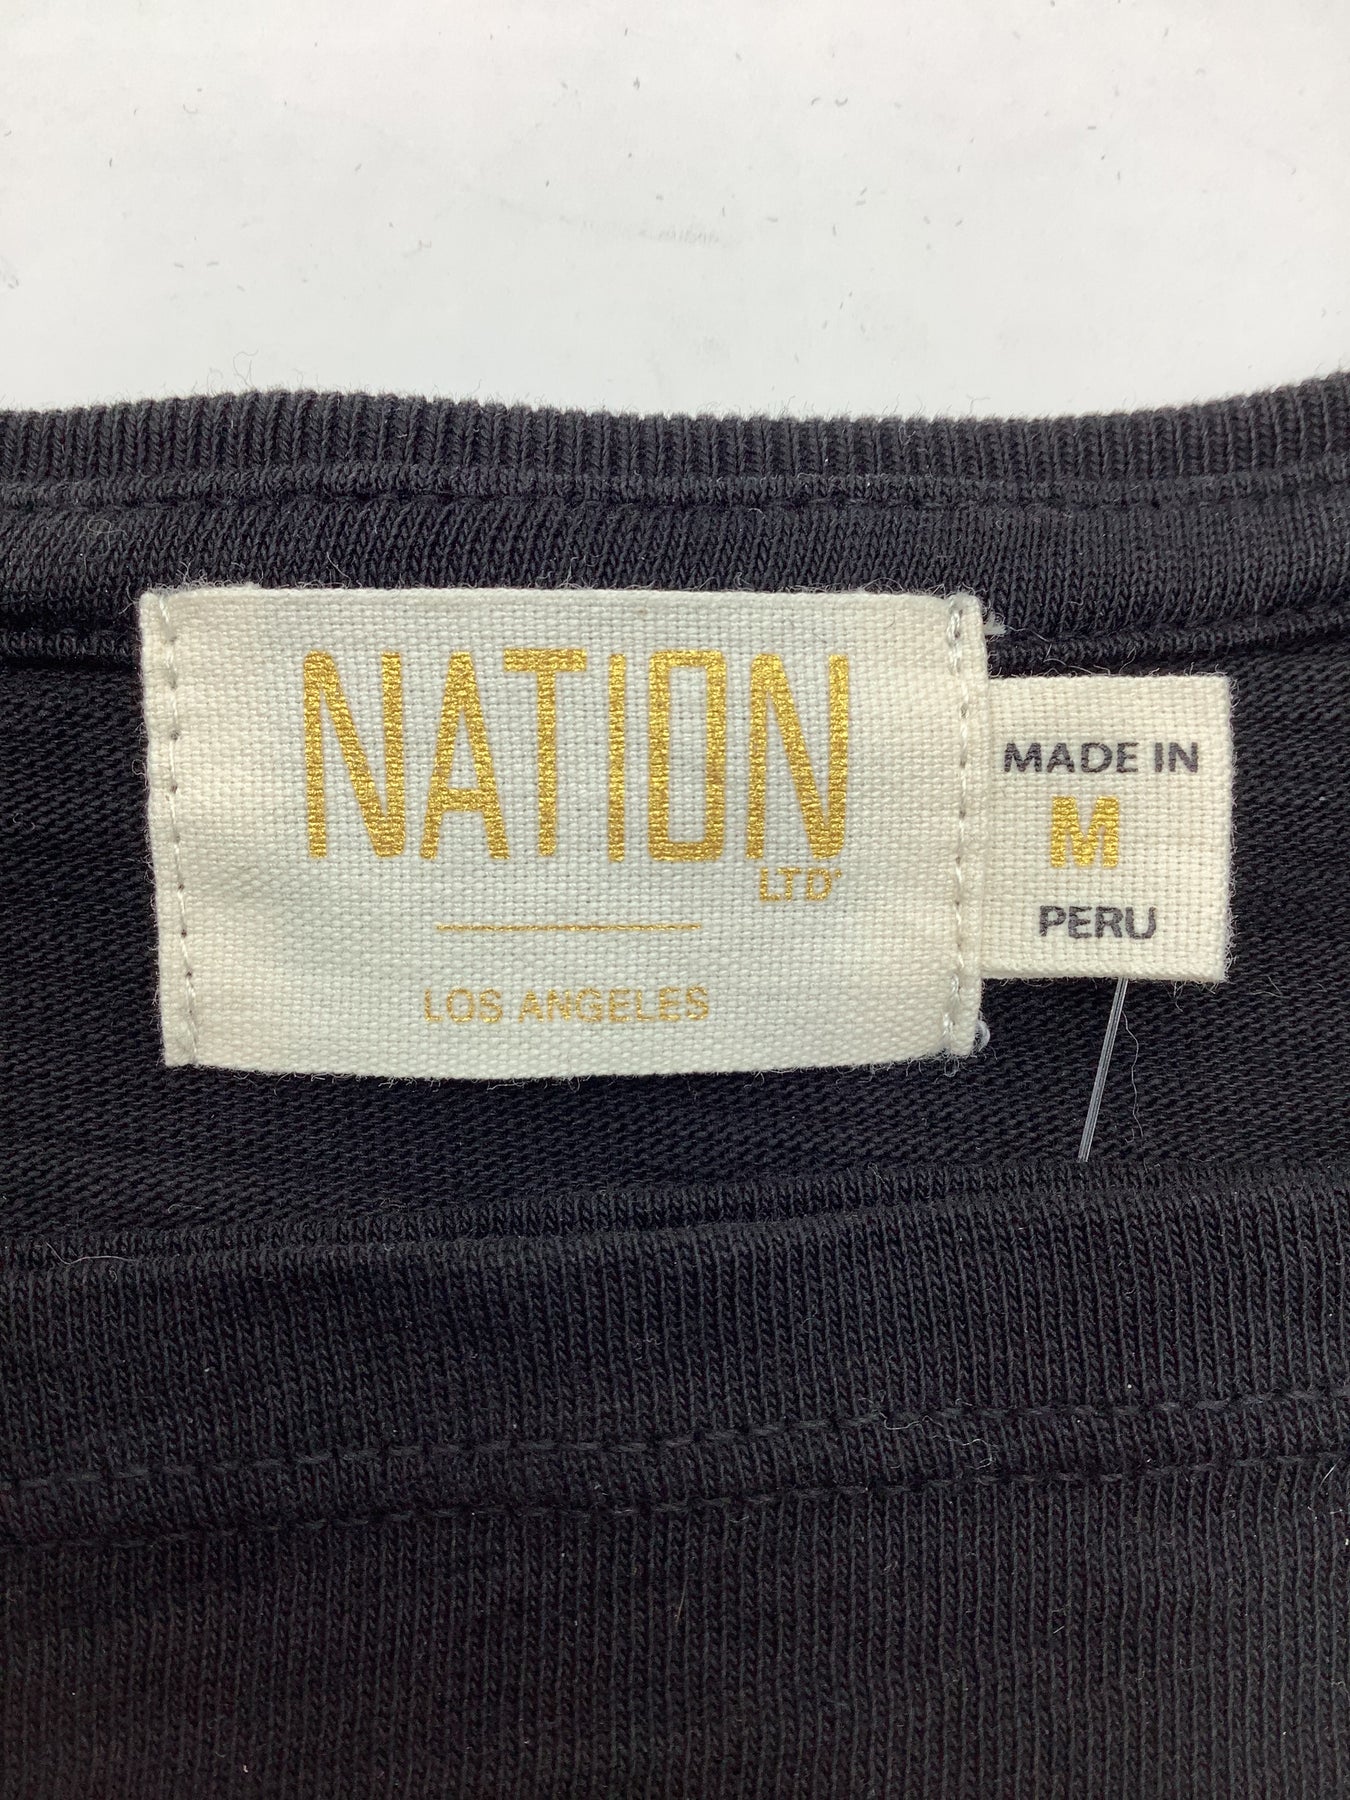 NATION
LTD'
LOS ANGELES
MADE IN
M
PERU